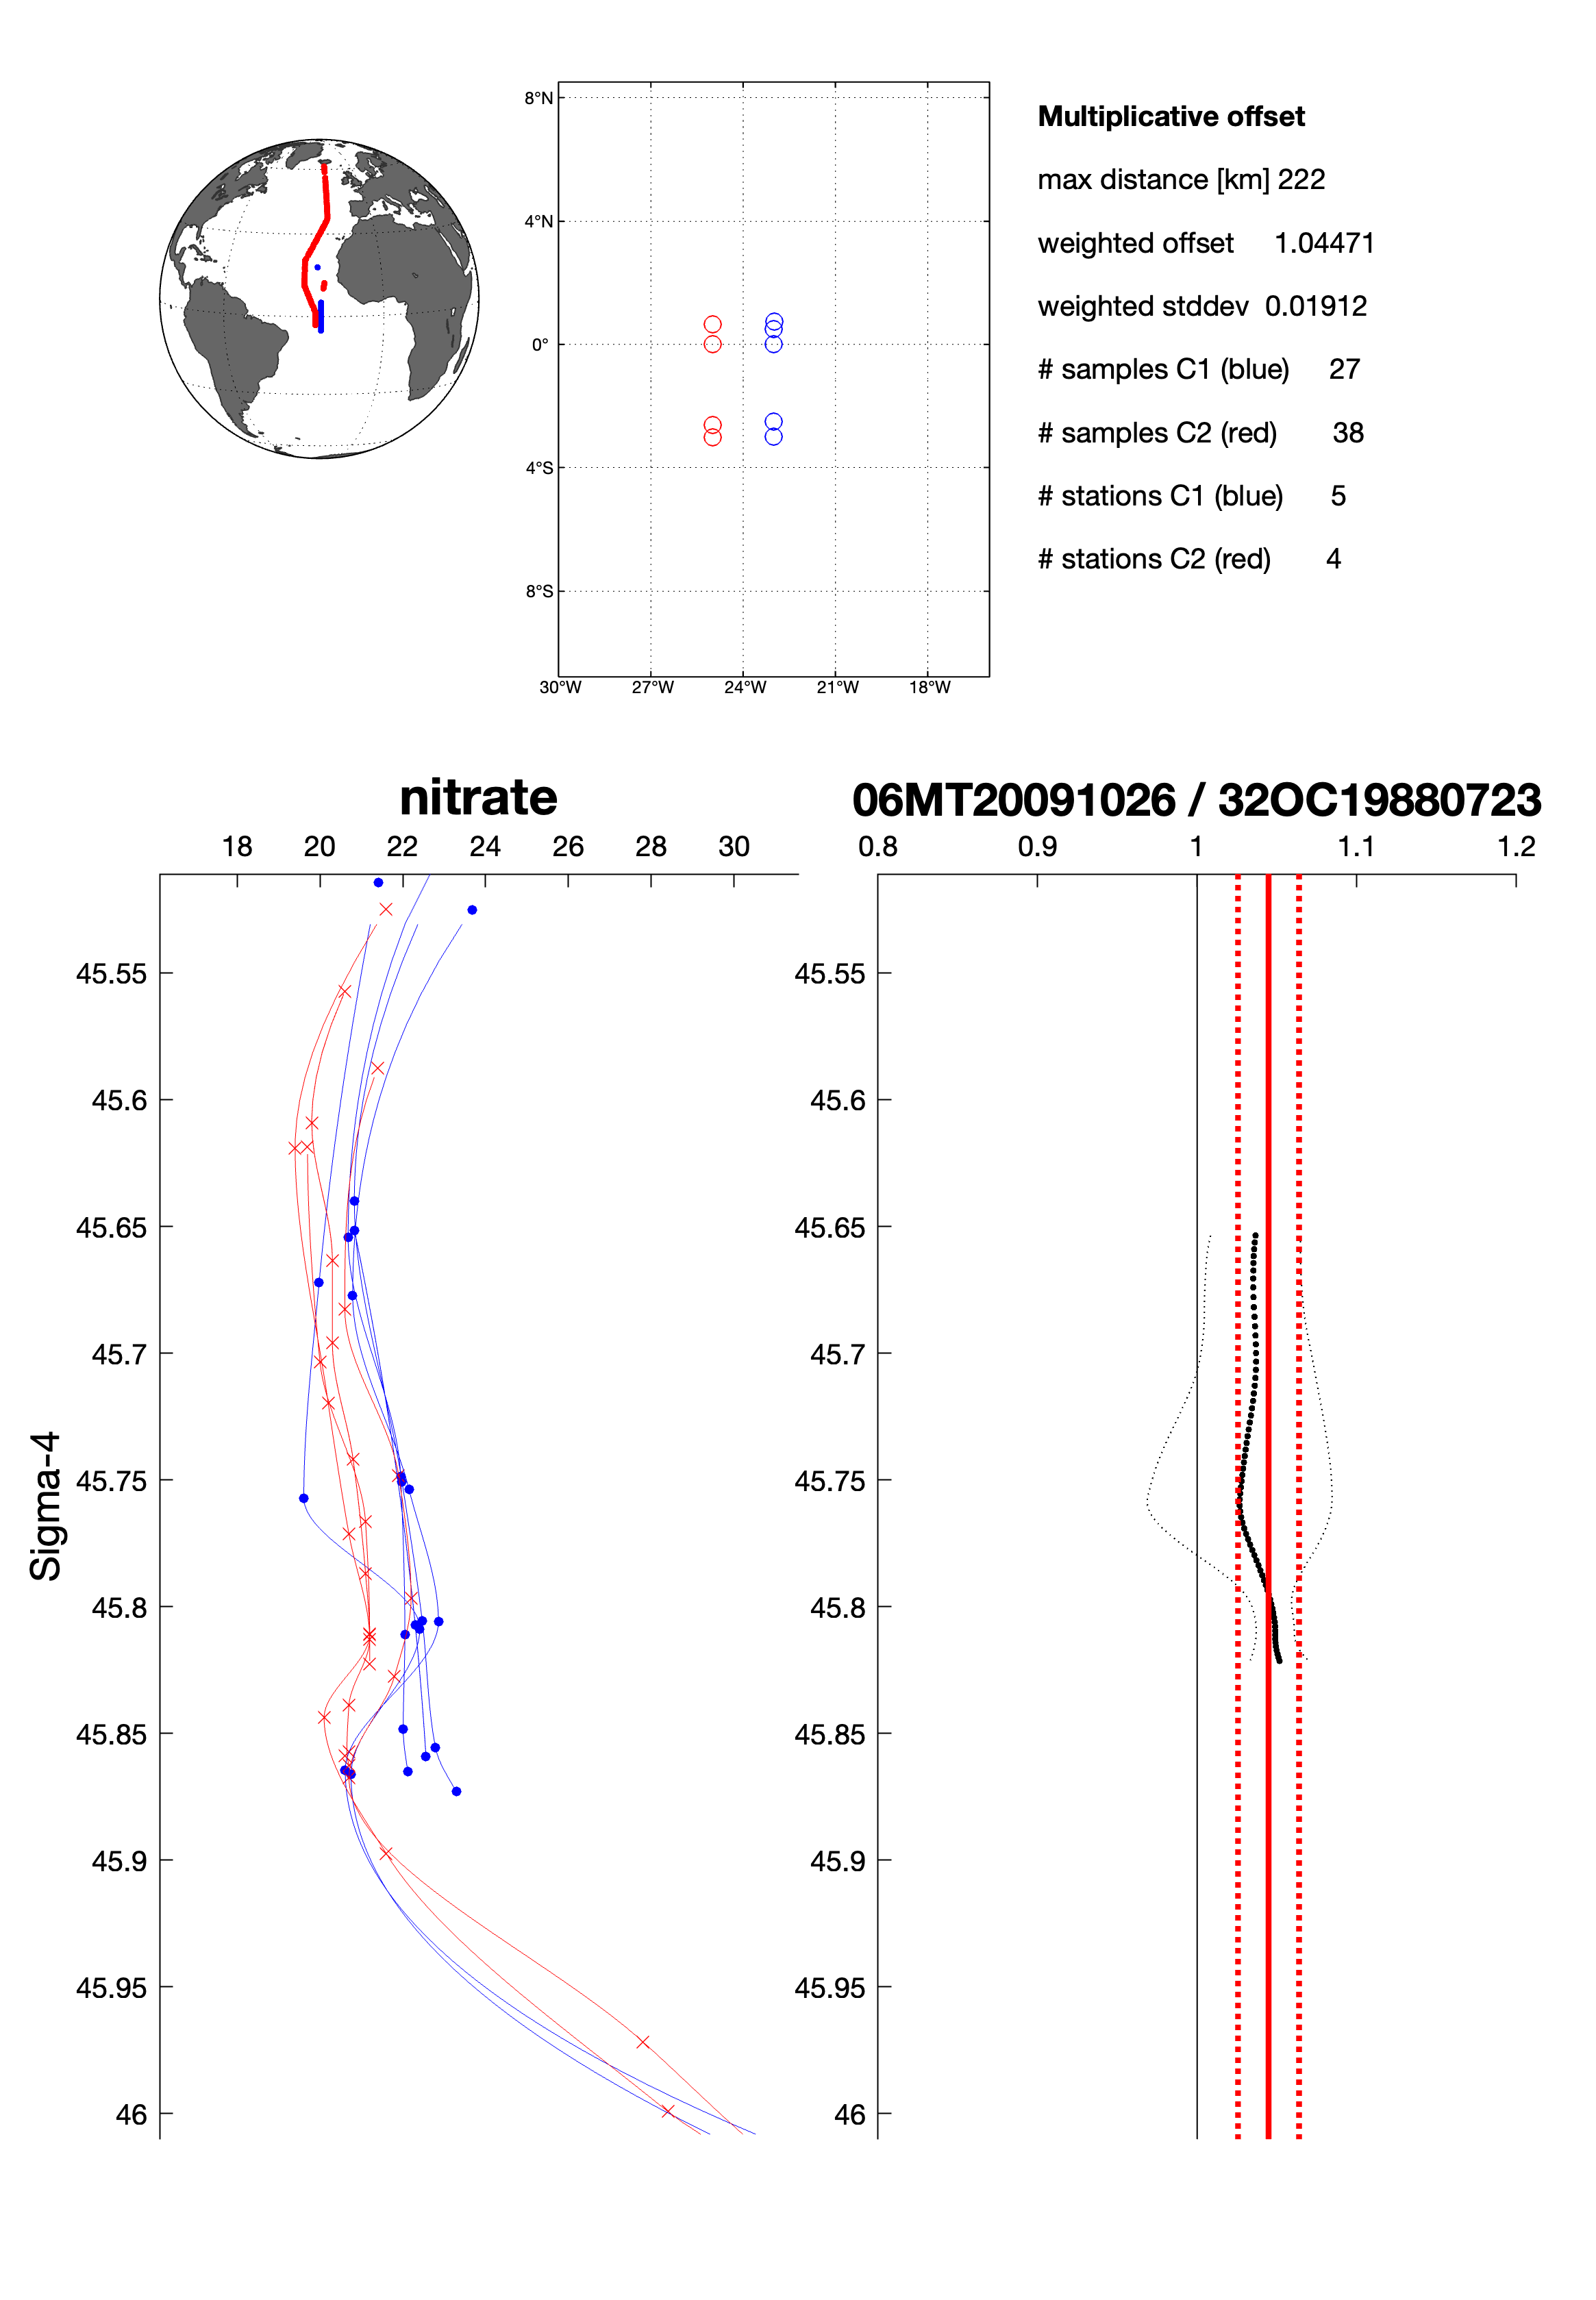 8°N
4°N
0°
4°S
8°S
30°W 27°W 24°W 21°W 18°W
Multiplicative offset
max distance [km] 222
weighted offset 1.04471
weighted stddev 0.01912
# samples C1 (blue) 27
# samples C2 (red) 38
# stations C1 (blue) 5
# stations C2 (red) 4
nitrate
18 20 22 24 26 28 30
Sigma-4
45.55
45.6
45.65
45.7
45.75
45.8
45.85
45.9
45.95
46
06MT20091026 / 32OC19880723
0.8 0.9 1 1.1 1.2
45.55
45.6
45.65
45.7
45.75
45.8
45.85
45.9
45.95
46